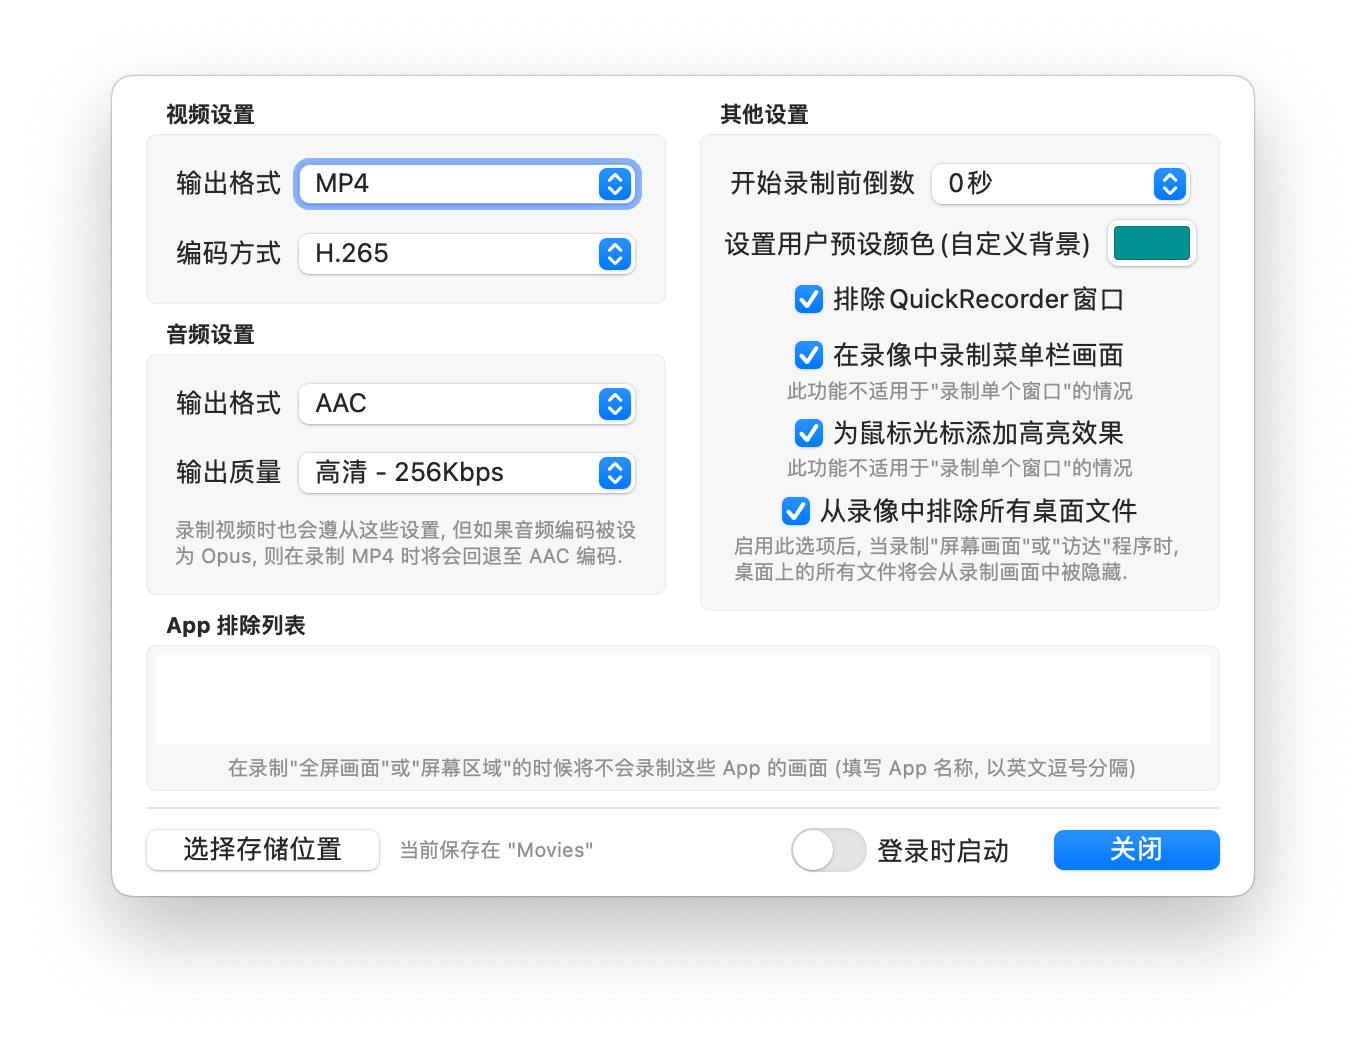 视频设置
输出格式 MP4
编码方式 H.265
音频设置
输出格式 AAC
输出质量 高清 - 256Kbps
录制视频时也会遵从这些设置, 但如果音频编码被设
为 Opus, 则在录制 MP4 时将会回退至 AAC 编码.
其他设置
开始录制前倒数 0秒
设置用户预设颜色(自定义背景)
排除QuickRecorder窗口
在录像中录制菜单栏画面
此功能不适用于"录制单个窗口"的情况
为鼠标光标添加高亮效果
此功能不适用于"录制单个窗口"的情况
从录像中排除所有桌面文件
启用此选项后, 当录制"屏幕画面"或"访达"程序时,
桌面上的所有文件将会从录制画面中被隐藏.
App 排除列表
在录制"全屏画面"或"屏幕区域"的时候将不会录制这些 App 的画面 (填写 App 名称, 以英文逗号分隔)
选择存储位置 当前保存在 "Movies" 登录时启动 关闭